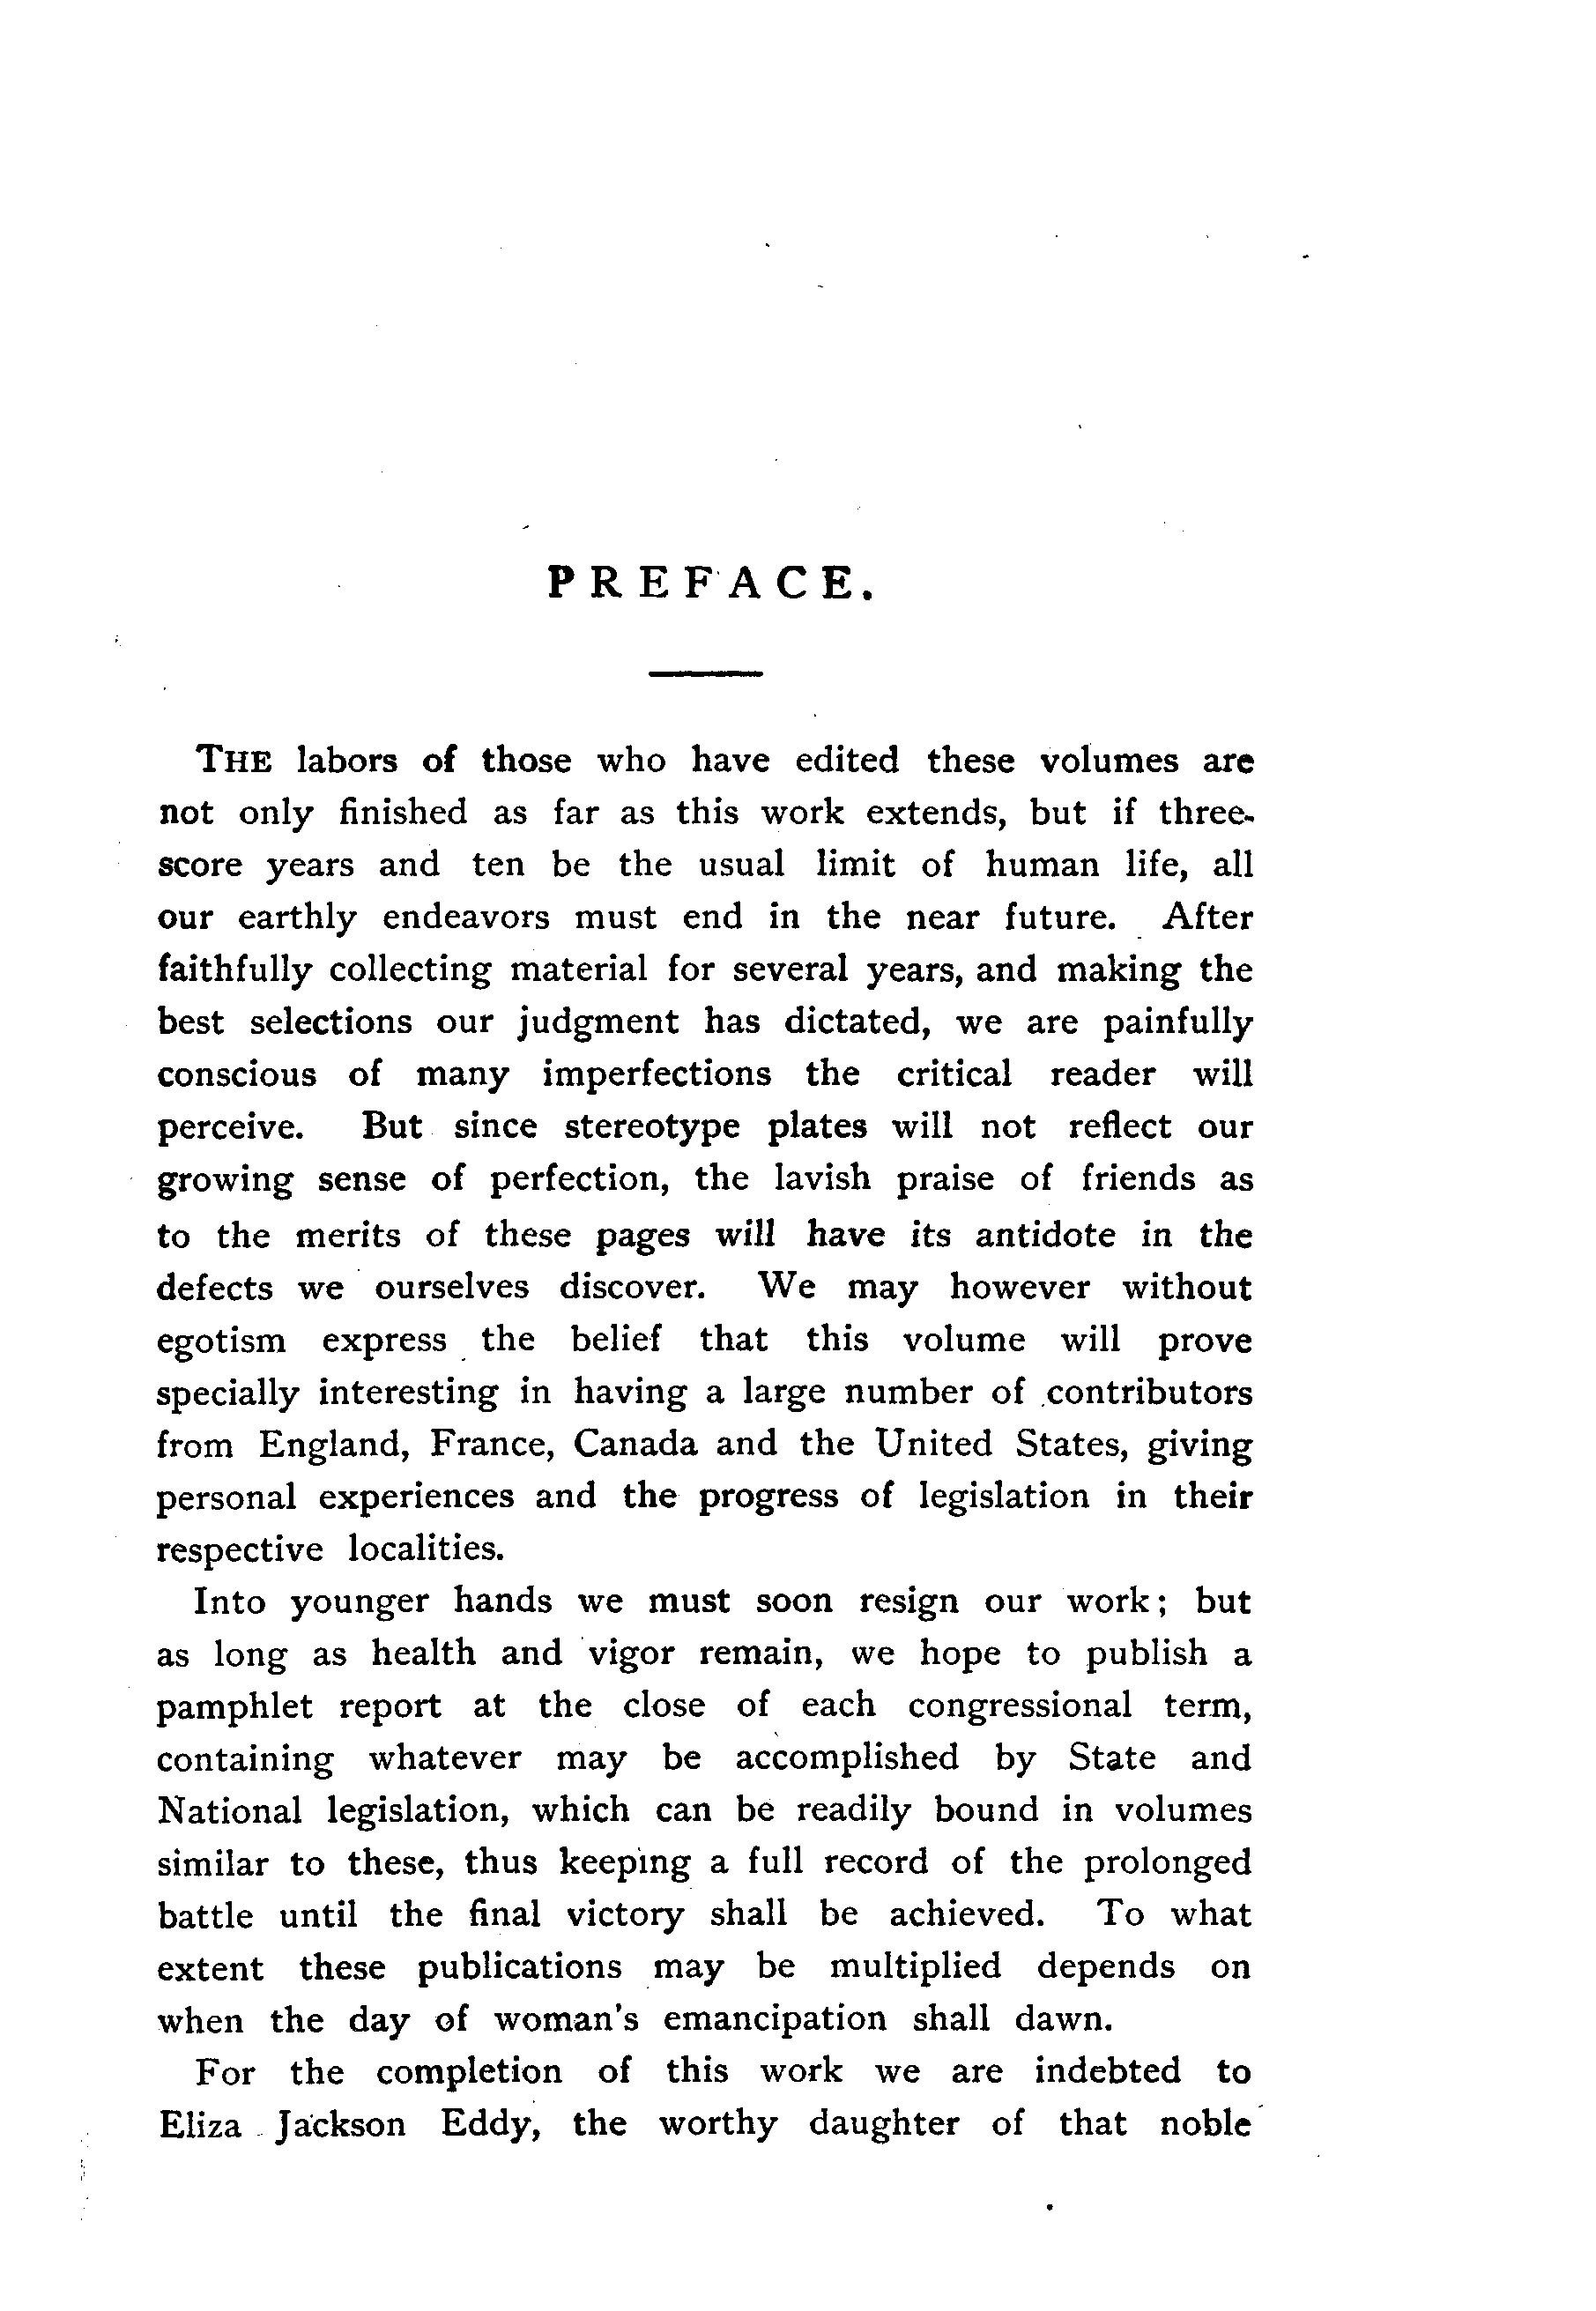 PREFACE.
THE labors of those who have edited these volumes are
not only finished as far as this work extends, but if three-
score years and ten be the usual limit of human life, all
our earthly endeavors must end in the near future. After
faithfully collecting material for several years, and making the
best selections our judgment has dictated, we are painfully
conscious of many imperfections the critical reader will
perceive. But since stereotype plates will not reflect our
growing sense of perfection, the lavish praise of friends as
to the merits of these pages will have its antidote in the
defects we ourselves discover. We may however without
egotism express the belief that this volume will prove
specially interesting in having a large number of contributors
from England, France, Canada and the United States, giving
personal experiences and the progress of legislation in their
respective localities.
Into younger hands we must soon resign our work; but
as long as health and vigor remain, we hope to publish a
pamphlet report at the close of each congressional term,
containing whatever may be accomplished by State and
National legislation, which can be readily bound in volumes
similar to these, thus keeping a full record of the prolonged
battle until the final victory shall be achieved. To what
extent these publications may be multiplied depends on
when the day of woman's emancipation shall dawn.
For the completion of this work we are indebted to
Eliza Jackson Eddy, the worthy daughter of that noble